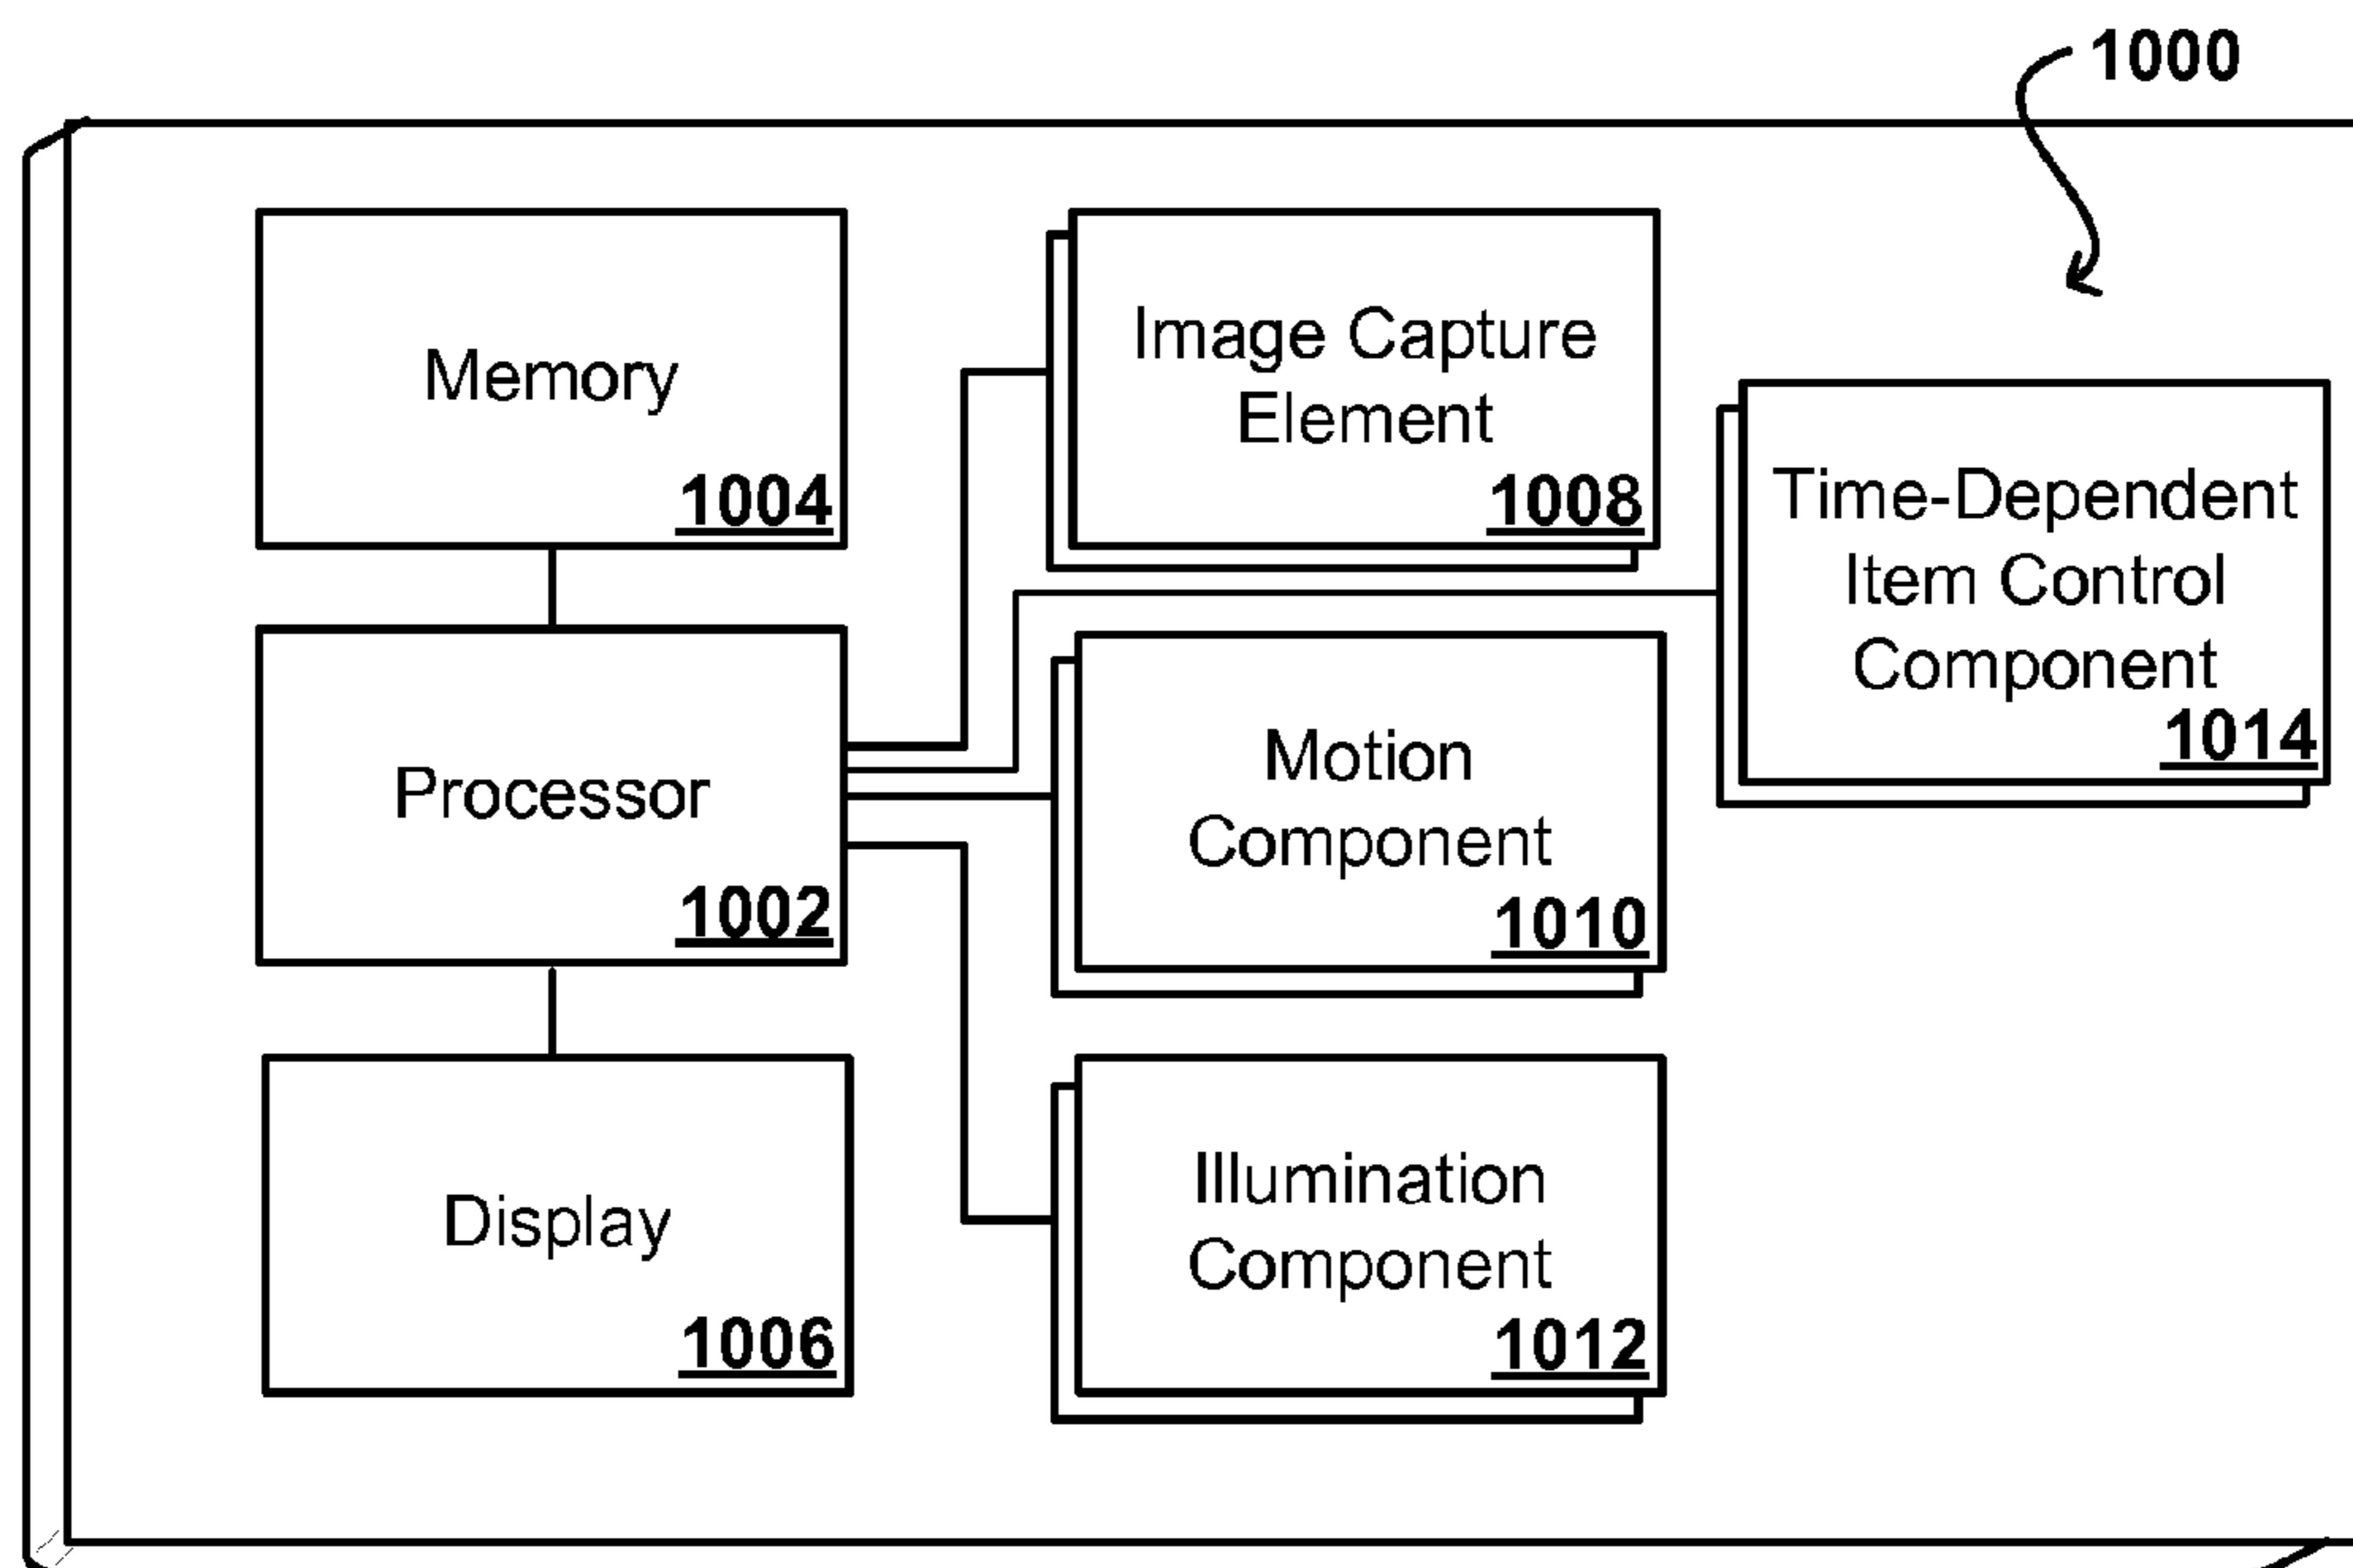 1000
Memory
1004
Image Capture
Element
1008
Time-Dependent
Item Control
Component
1014
Processor
1002
Motion
Component
1010
Display
1006
Illumination
Component
1012